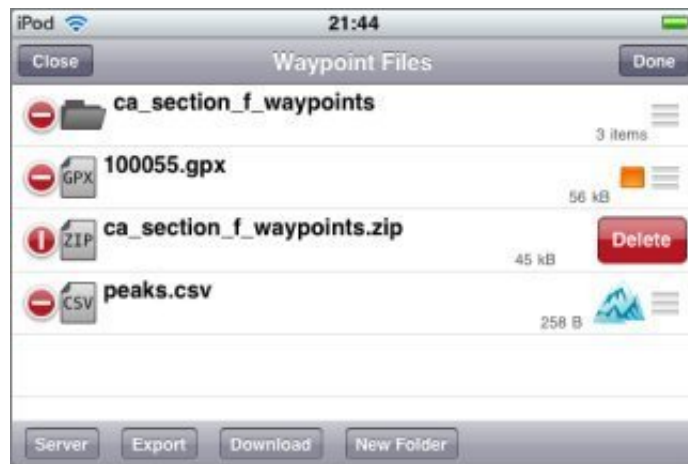 iPod 21:44
Close Waypoint Files Done
ca_section_f_waypoints
3 items
GPX 100055.gpx
56 kB
ZIP ca_section_f_waypoints.zip
45 kB Delete
CSV peaks.csv
258 B
Server Export Download New Folder